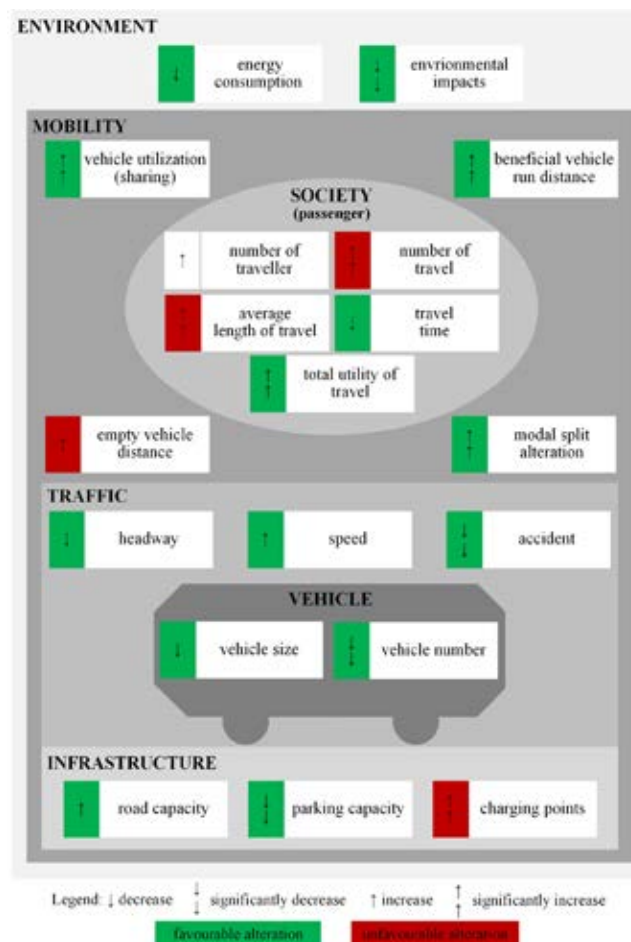 ENVIRONMENT
↓ energy
consumption
↓
↓ envrionmental
impacts
MOBILITY
↑
↑ vehicle utilization
(sharing)
↑
↑ beneficial vehicle
run distance
SOCIETY
(passenger)
↑ number of
traveller
↑
↑ number of
travel
↑
↑ average
length of travel
↓ travel
time
↑
↑ total utility of
travel
↑ empty vehicle
distance
↑
↑ modal split
alteration
TRAFFIC
↓ headway
↑ speed
↓
↓ accident
VEHICLE
↓ vehicle size
↓
↓ vehicle number
INFRASTRUCTURE
↑ road capacity
↓
↓ parking capacity
↑
↑ charging points
Legend: ↓ decrease ↓
↓ significantly decrease ↑ increase ↑
↑ significantly increase
favourable alteration unfavourable alteration